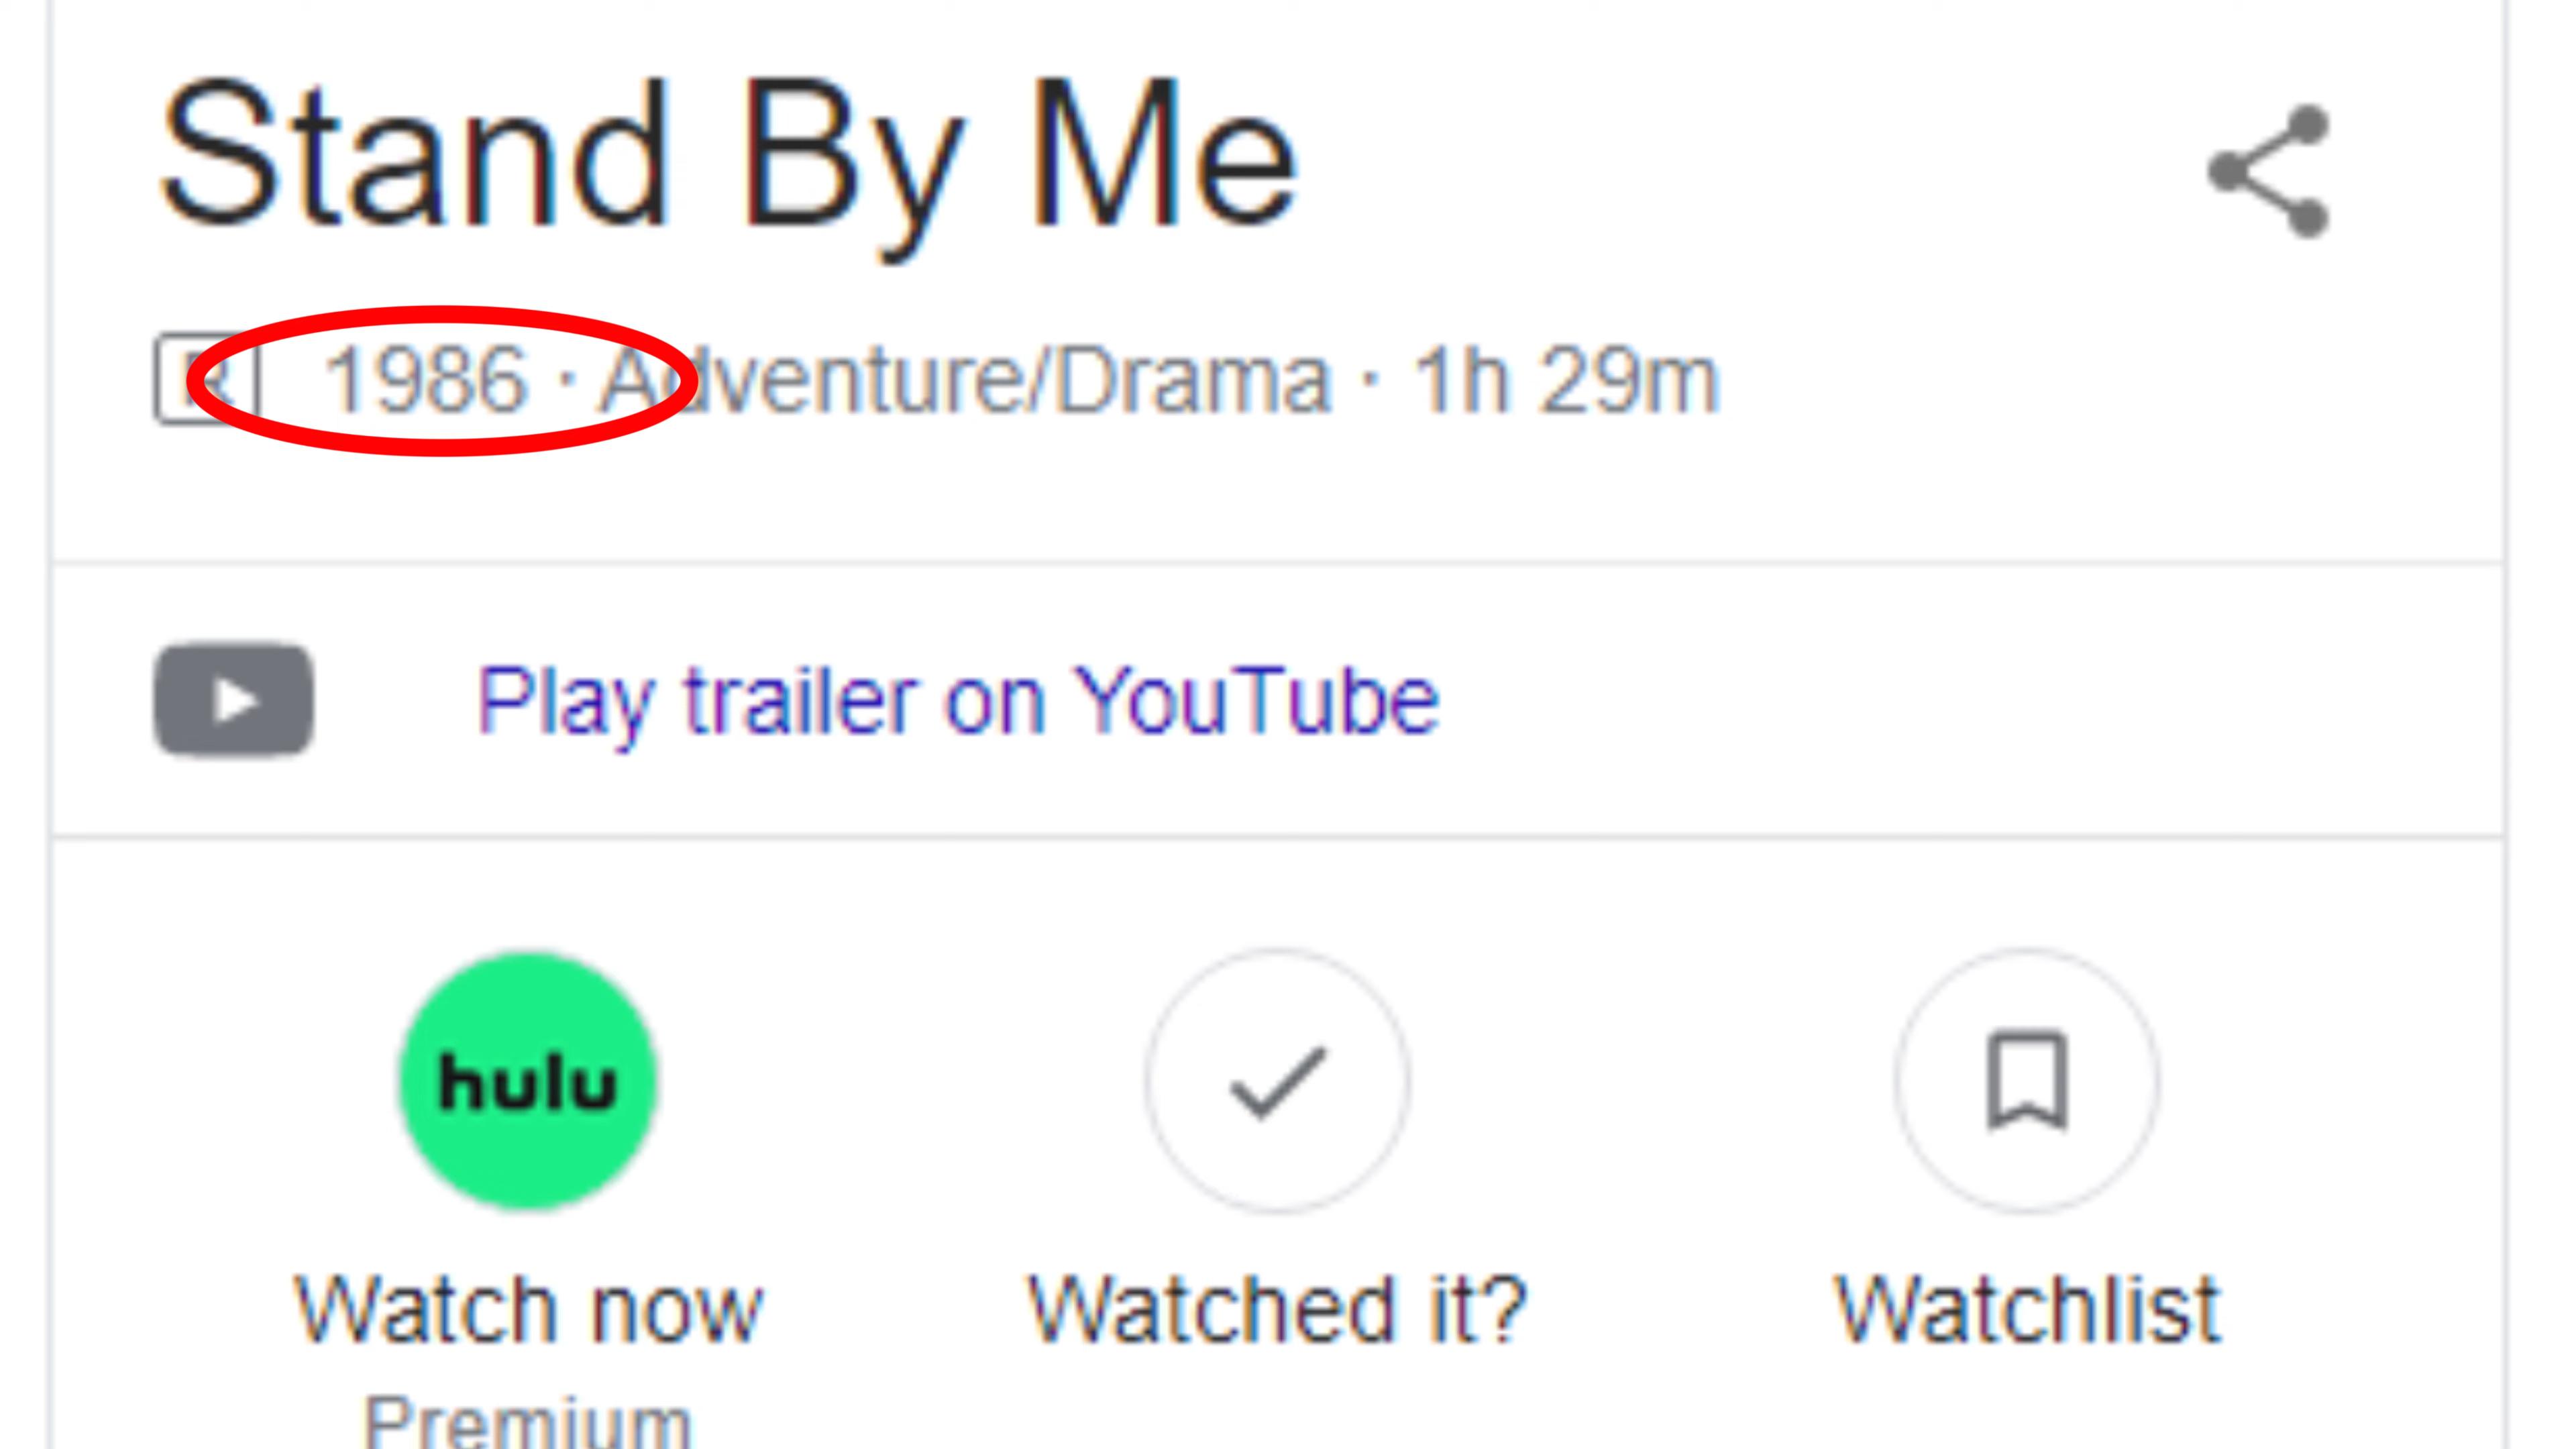 Stand By Me
R 1986 · Adventure/Drama · 1h 29m
Play trailer on YouTube
hulu
Watch now
Premium
Watched it?
Watchlist